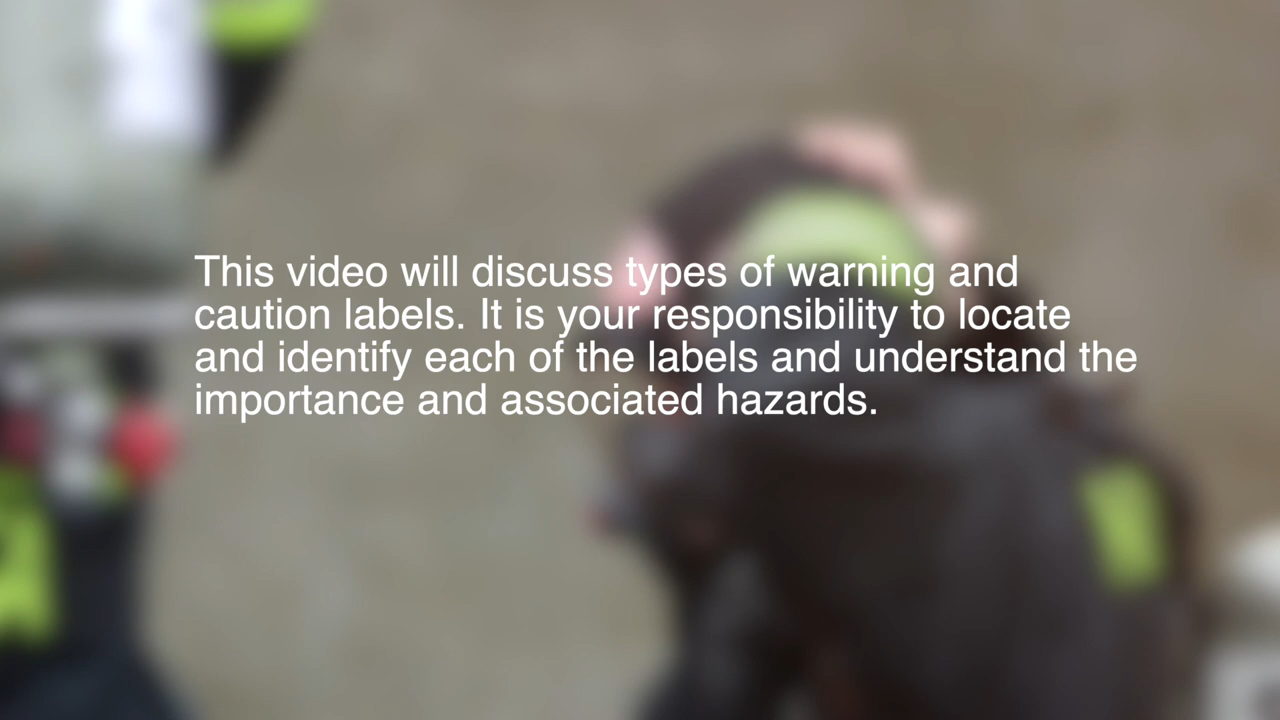 This video will discuss types of warning and
caution labels. It is your responsibility to locate
and identify each of the labels and understand the
importance and associated hazards.